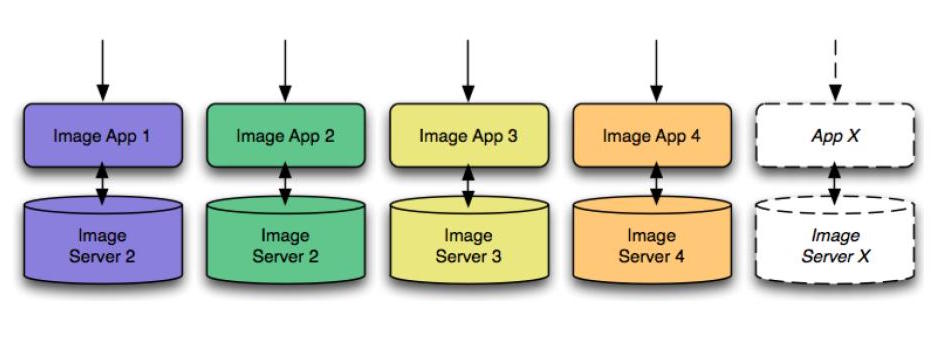 Image App 1
Image App 2
Image App 3
Image App 4
App X
Image
Server 2
Image
Server 2
Image
Server 3
Image
Server 4
Image
Server X